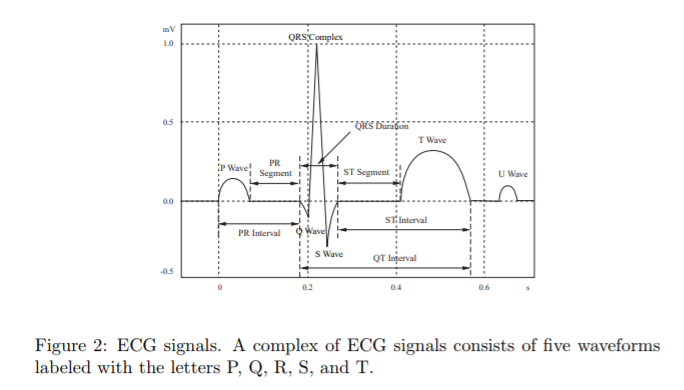 mV
1.0
QRS Complex
0.5
QRS Duration
T Wave
P Wave
PR
Segment
ST Segment
U Wave
0.0
PR Interval
Q Wave
ST Interval
S Wave
QT Interval
-0.5
0
0.2
0.4
0.6
s
Figure 2: ECG signals. A complex of ECG signals consists of five waveforms
labeled with the letters P, Q, R, S, and T.